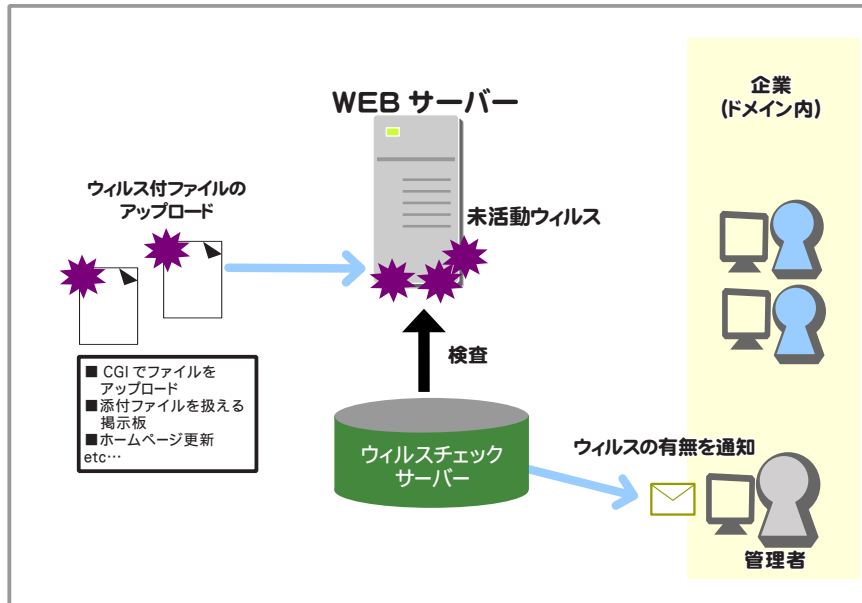 WEB サーバー
企業
(ドメイン内)
ウィルス付ファイルの
アップロード
未活動ウィルス
検査
■ CGI でファイルを
アップロード
■添付ファイルを扱える
掲示板
■ホームページ更新
etc…
ウィルスチェック
サーバー
ウィルスの有無を通知
管理者